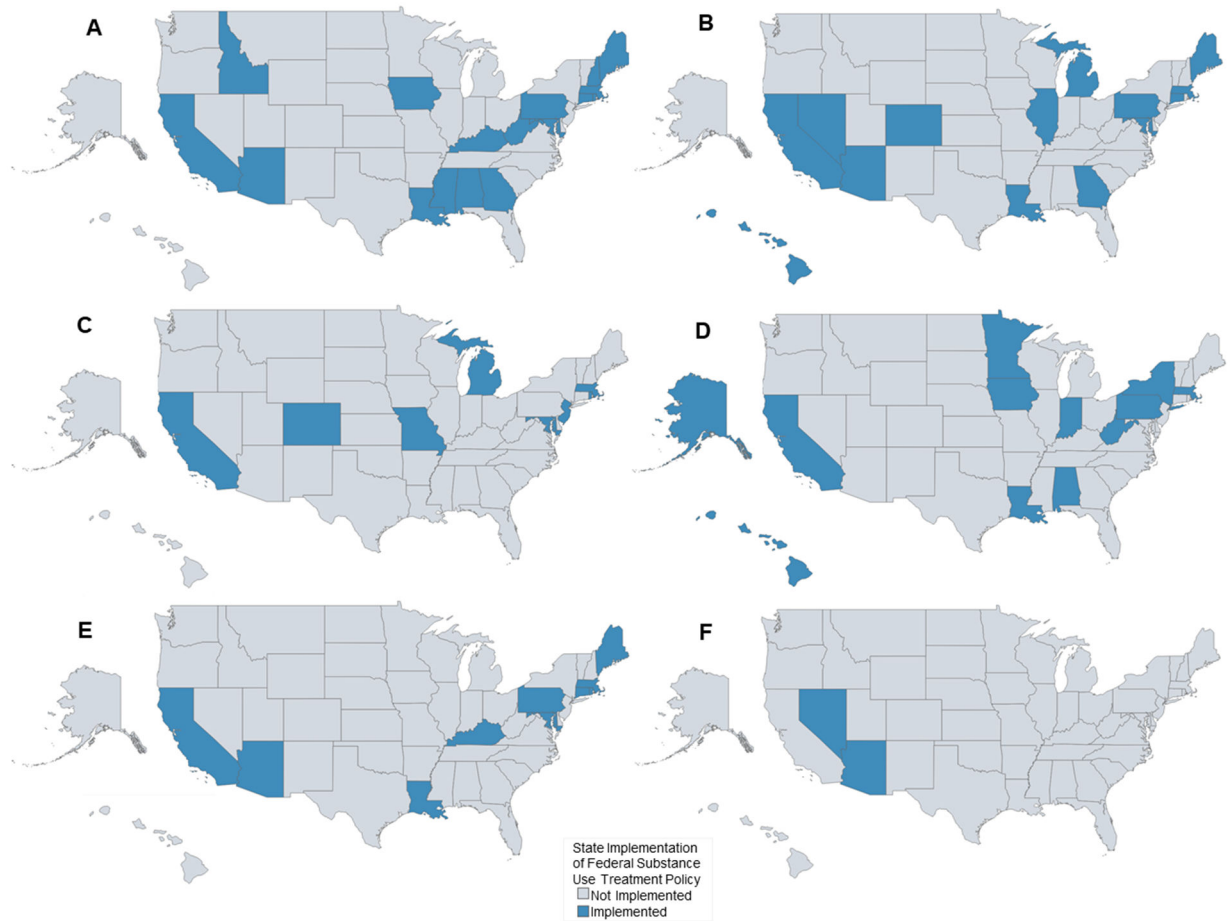 A
B
C
D
E
F
State Implementation
of Federal Substance
Use Treatment Policy
Not Implemented
Implemented